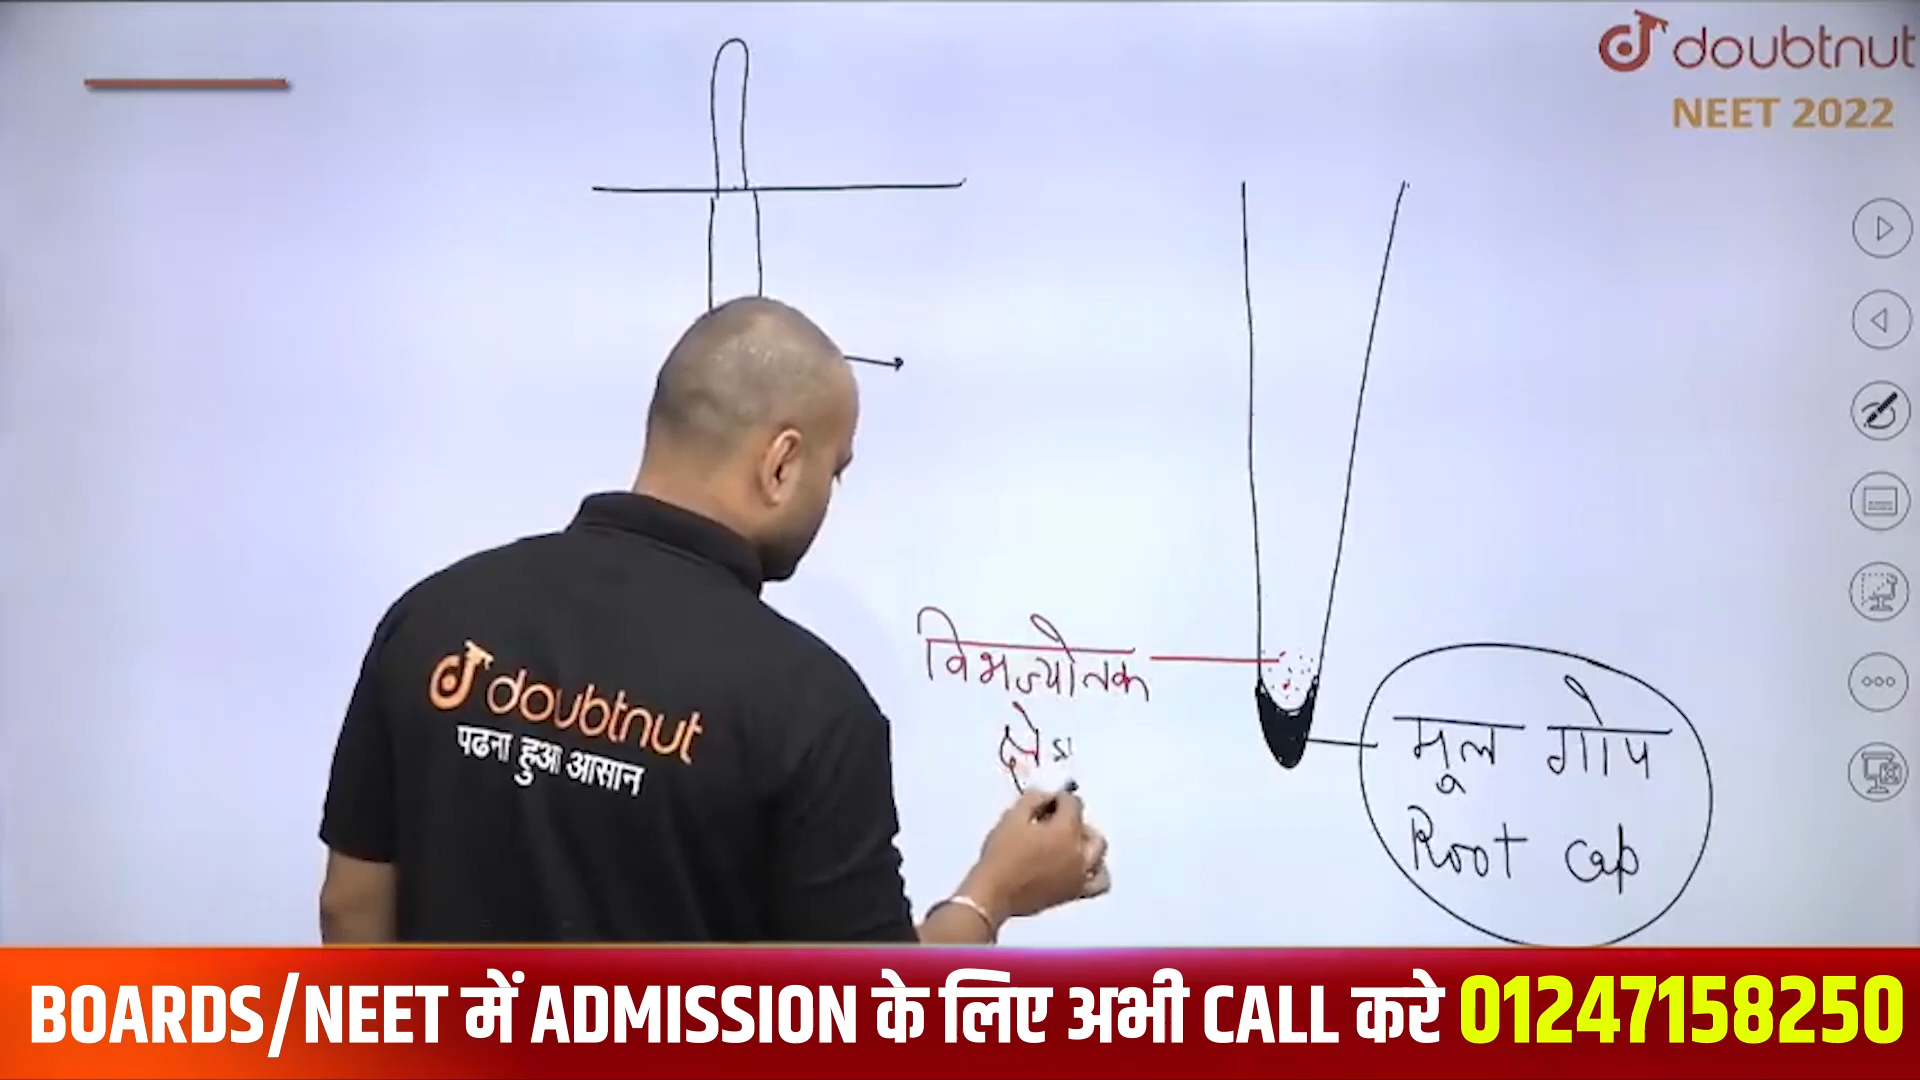 doubtnut
NEET 2022
विभज्योतक
क्षेत्र
मूल गोप
Root cap
doubtnut
पढना हुआ आसान
BOARDS/NEET में ADMISSION के लिए अभी CALL करे 01247158250